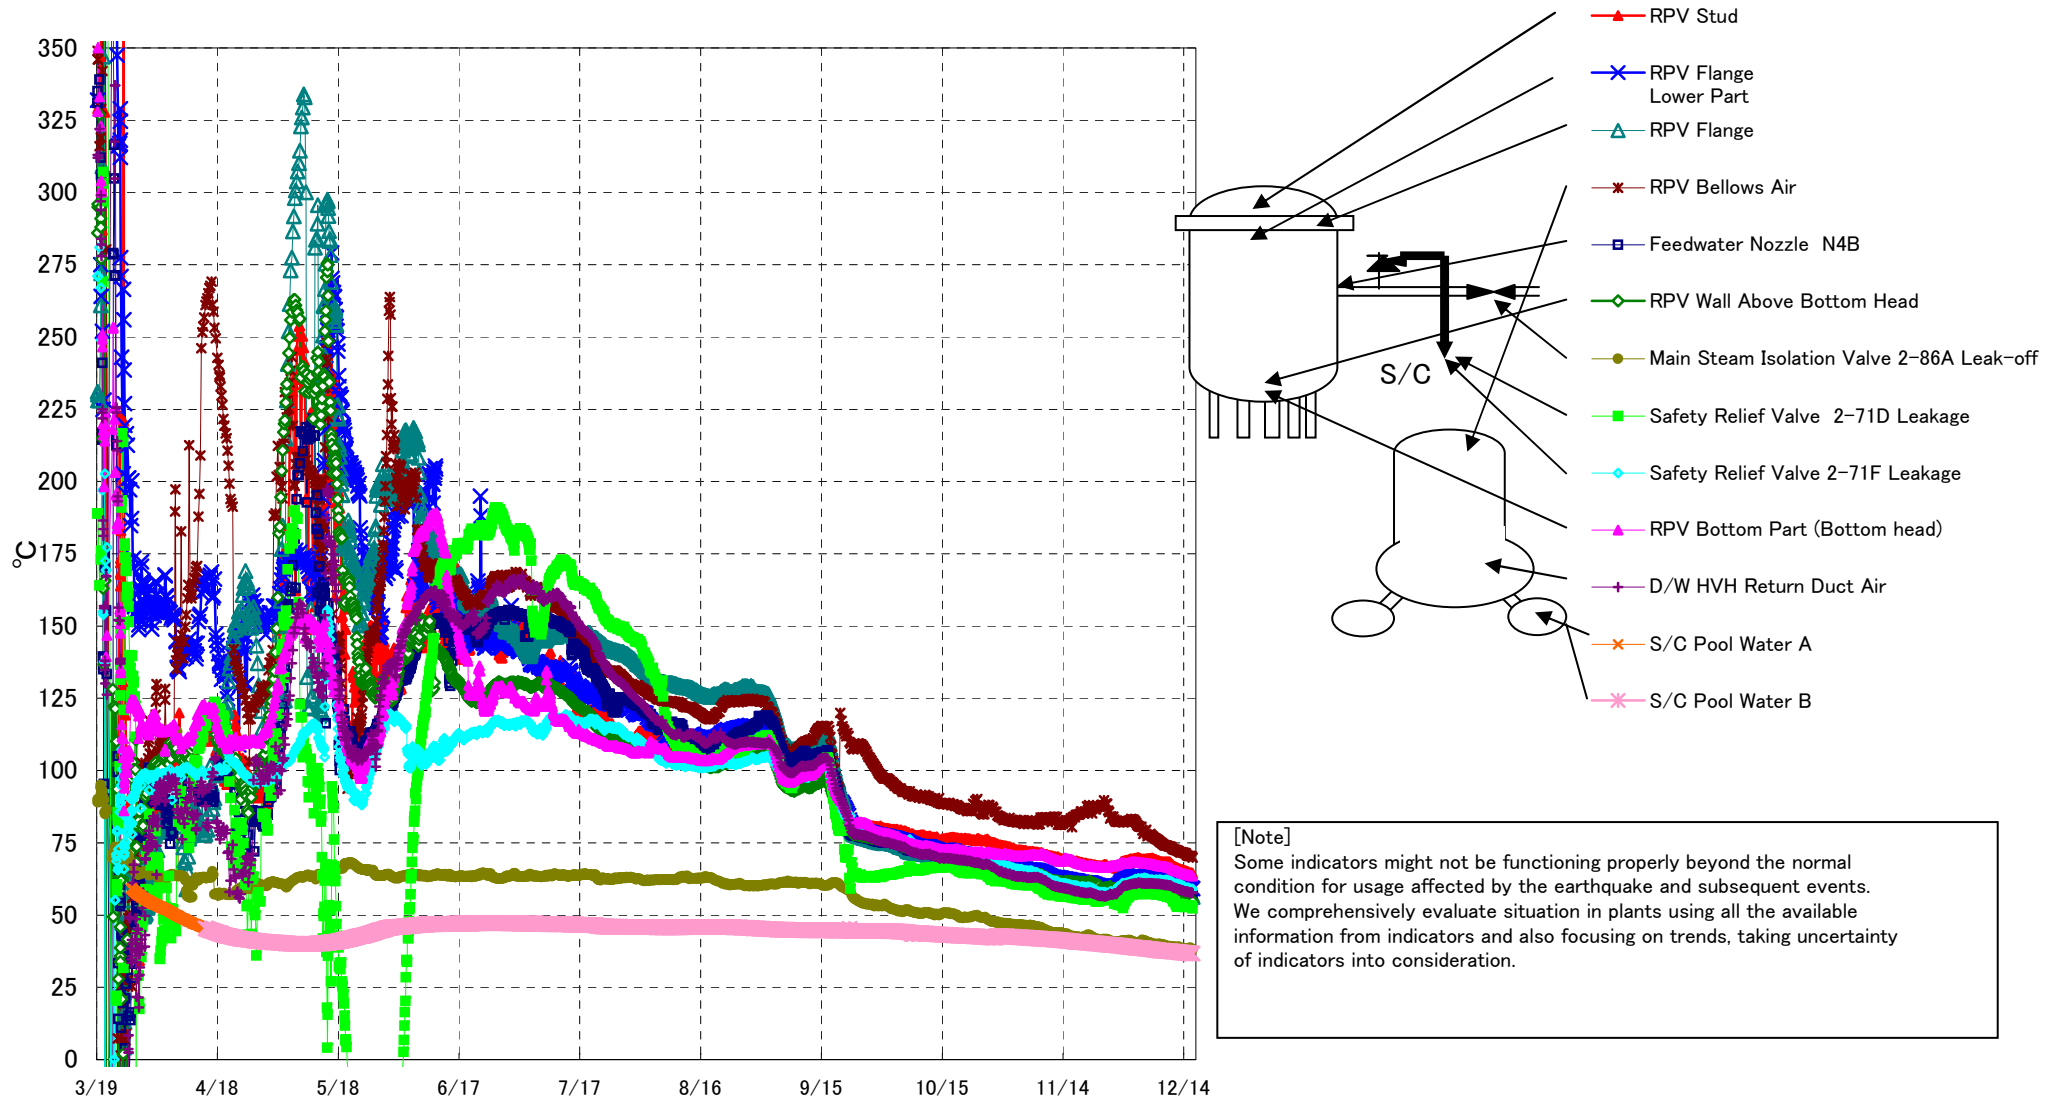 350
325
300
275
250
225
200
175
150
125
100
75
50
25
0
℃
3/19 4/18 5/18 6/17 7/17 8/16 9/15 10/15 11/14 12/14
RPV Stud
RPV Flange
Lower Part
RPV Flange
RPV Bellows Air
Feedwater Nozzle N4B
RPV Wall Above Bottom Head
Main Steam Isolation Valve 2-86A Leak-off
Safety Relief Valve 2-71D Leakage
Safety Relief Valve 2-71F Leakage
RPV Bottom Part (Bottom head)
D/W HVH Return Duct Air
S/C Pool Water A
S/C Pool Water B
S/C
[Note]
Some indicators might not be functioning properly beyond the normal
condition for usage affected by the earthquake and subsequent events.
We comprehensively evaluate situation in plants using all the available
information from indicators and also focusing on trends, taking uncertainty
of indicators into consideration.